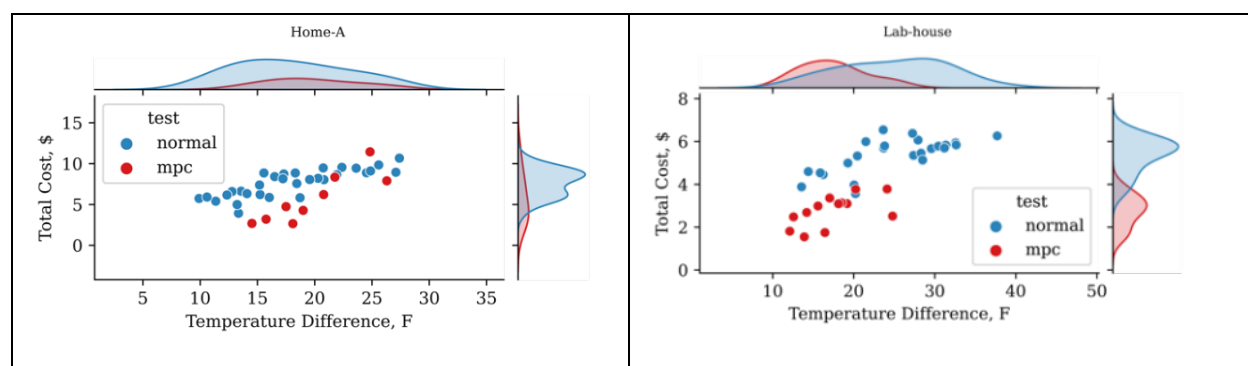 Home-A
test
normal
mpc
15
10
5
0
Total Cost, $
5 10 15 20 25 30 35
Temperature Difference, F
Lab-house
8
6
4
2
0
Total Cost, $
test
normal
mpc
10 20 30 40 50
Temperature Difference, F